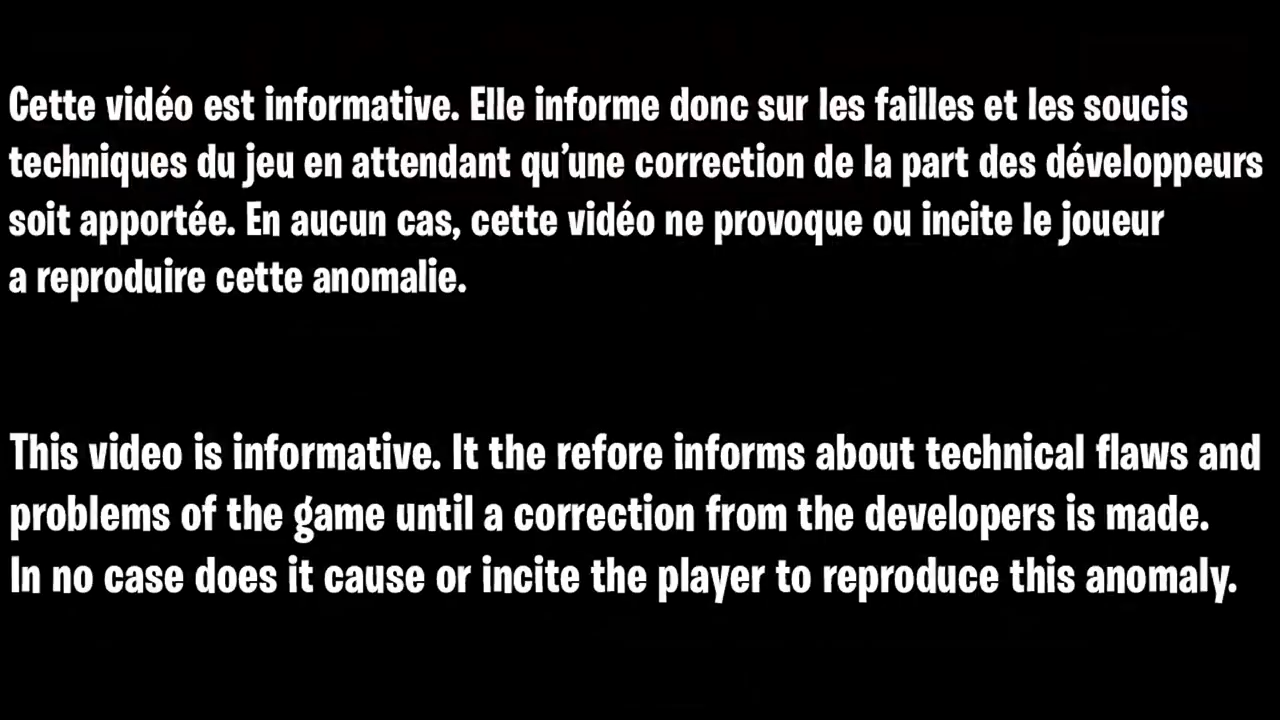 Cette vidéo est informative. Elle informe donc sur les failles et les soucis
techniques du jeu en attendant qu’une correction de la part des développeurs
soit apportée. En aucun cas, cette vidéo ne provoque ou incite le joueur
a reproduire cette anomalie.
This video is informative. It the refore informs about technical flaws and
problems of the game until a correction from the developers is made.
In no case does it cause or incite the player to reproduce this anomaly.